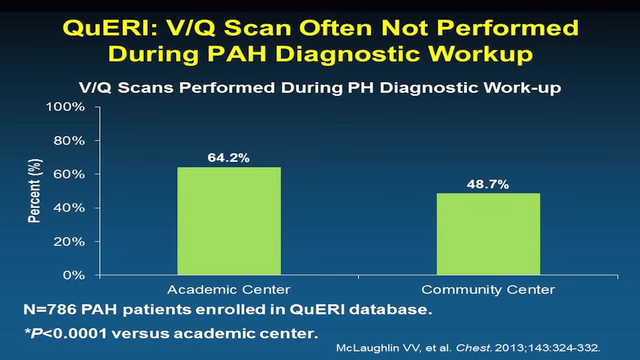 QuERI: V/Q Scan Often Not Performed
During PAH Diagnostic Workup
V/Q Scans Performed During PH Diagnostic Work-up
Percent (%)
100%
80%
60%
40%
20%
0%
64.2%
48.7%
Academic Center
Community Center
N=786 PAH patients enrolled in QuERI database.
*P<0.0001 versus academic center.
McLaughlin VV, et al. Chest. 2013;143:324-332.